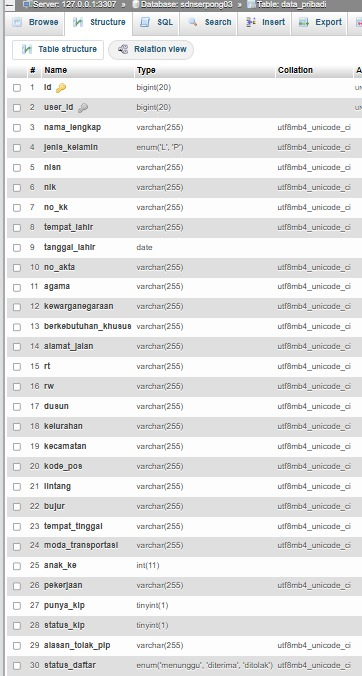 Server: 127.0.0.1:3307 » Database: sdnserpong03 » Table: data_pribadi
Browse Structure SQL Search Insert Export
Table structure Relation view
# Name Type Collation A
1 id bigint(20) UN
2 user_id bigint(20) UN
3 nama_lengkap varchar(255) utf8mb4_unicode_ci
4 jenis_kelamin enum('L', 'P') utf8mb4_unicode_ci
5 nisn varchar(255) utf8mb4_unicode_ci
6 nik varchar(255) utf8mb4_unicode_ci
7 no_kk varchar(255) utf8mb4_unicode_ci
8 tempat_lahir varchar(255) utf8mb4_unicode_ci
9 tanggal_lahir date
10 no_akta varchar(255) utf8mb4_unicode_ci
11 agama varchar(255) utf8mb4_unicode_ci
12 kewarganegaraan varchar(255) utf8mb4_unicode_ci
13 berkebutuhan_khusus varchar(255) utf8mb4_unicode_ci
14 alamat_jalan varchar(255) utf8mb4_unicode_ci
15 rt varchar(255) utf8mb4_unicode_ci
16 rw varchar(255) utf8mb4_unicode_ci
17 dusun varchar(255) utf8mb4_unicode_ci
18 kelurahan varchar(255) utf8mb4_unicode_ci
19 kecamatan varchar(255) utf8mb4_unicode_ci
20 kode_pos varchar(255) utf8mb4_unicode_ci
21 lintang varchar(255) utf8mb4_unicode_ci
22 bujur varchar(255) utf8mb4_unicode_ci
23 tempat_tinggal varchar(255) utf8mb4_unicode_ci
24 moda_transportasi varchar(255) utf8mb4_unicode_ci
25 anak_ke int(11)
26 pekerjaan varchar(255) utf8mb4_unicode_ci
27 punya_kip tinyint(1)
28 status_kip tinyint(1)
29 alasan_tolak_pip varchar(255) utf8mb4_unicode_ci
30 status_daftar enum('menunggu', 'diterima', 'ditolak') utf8mb4_unicode_ci